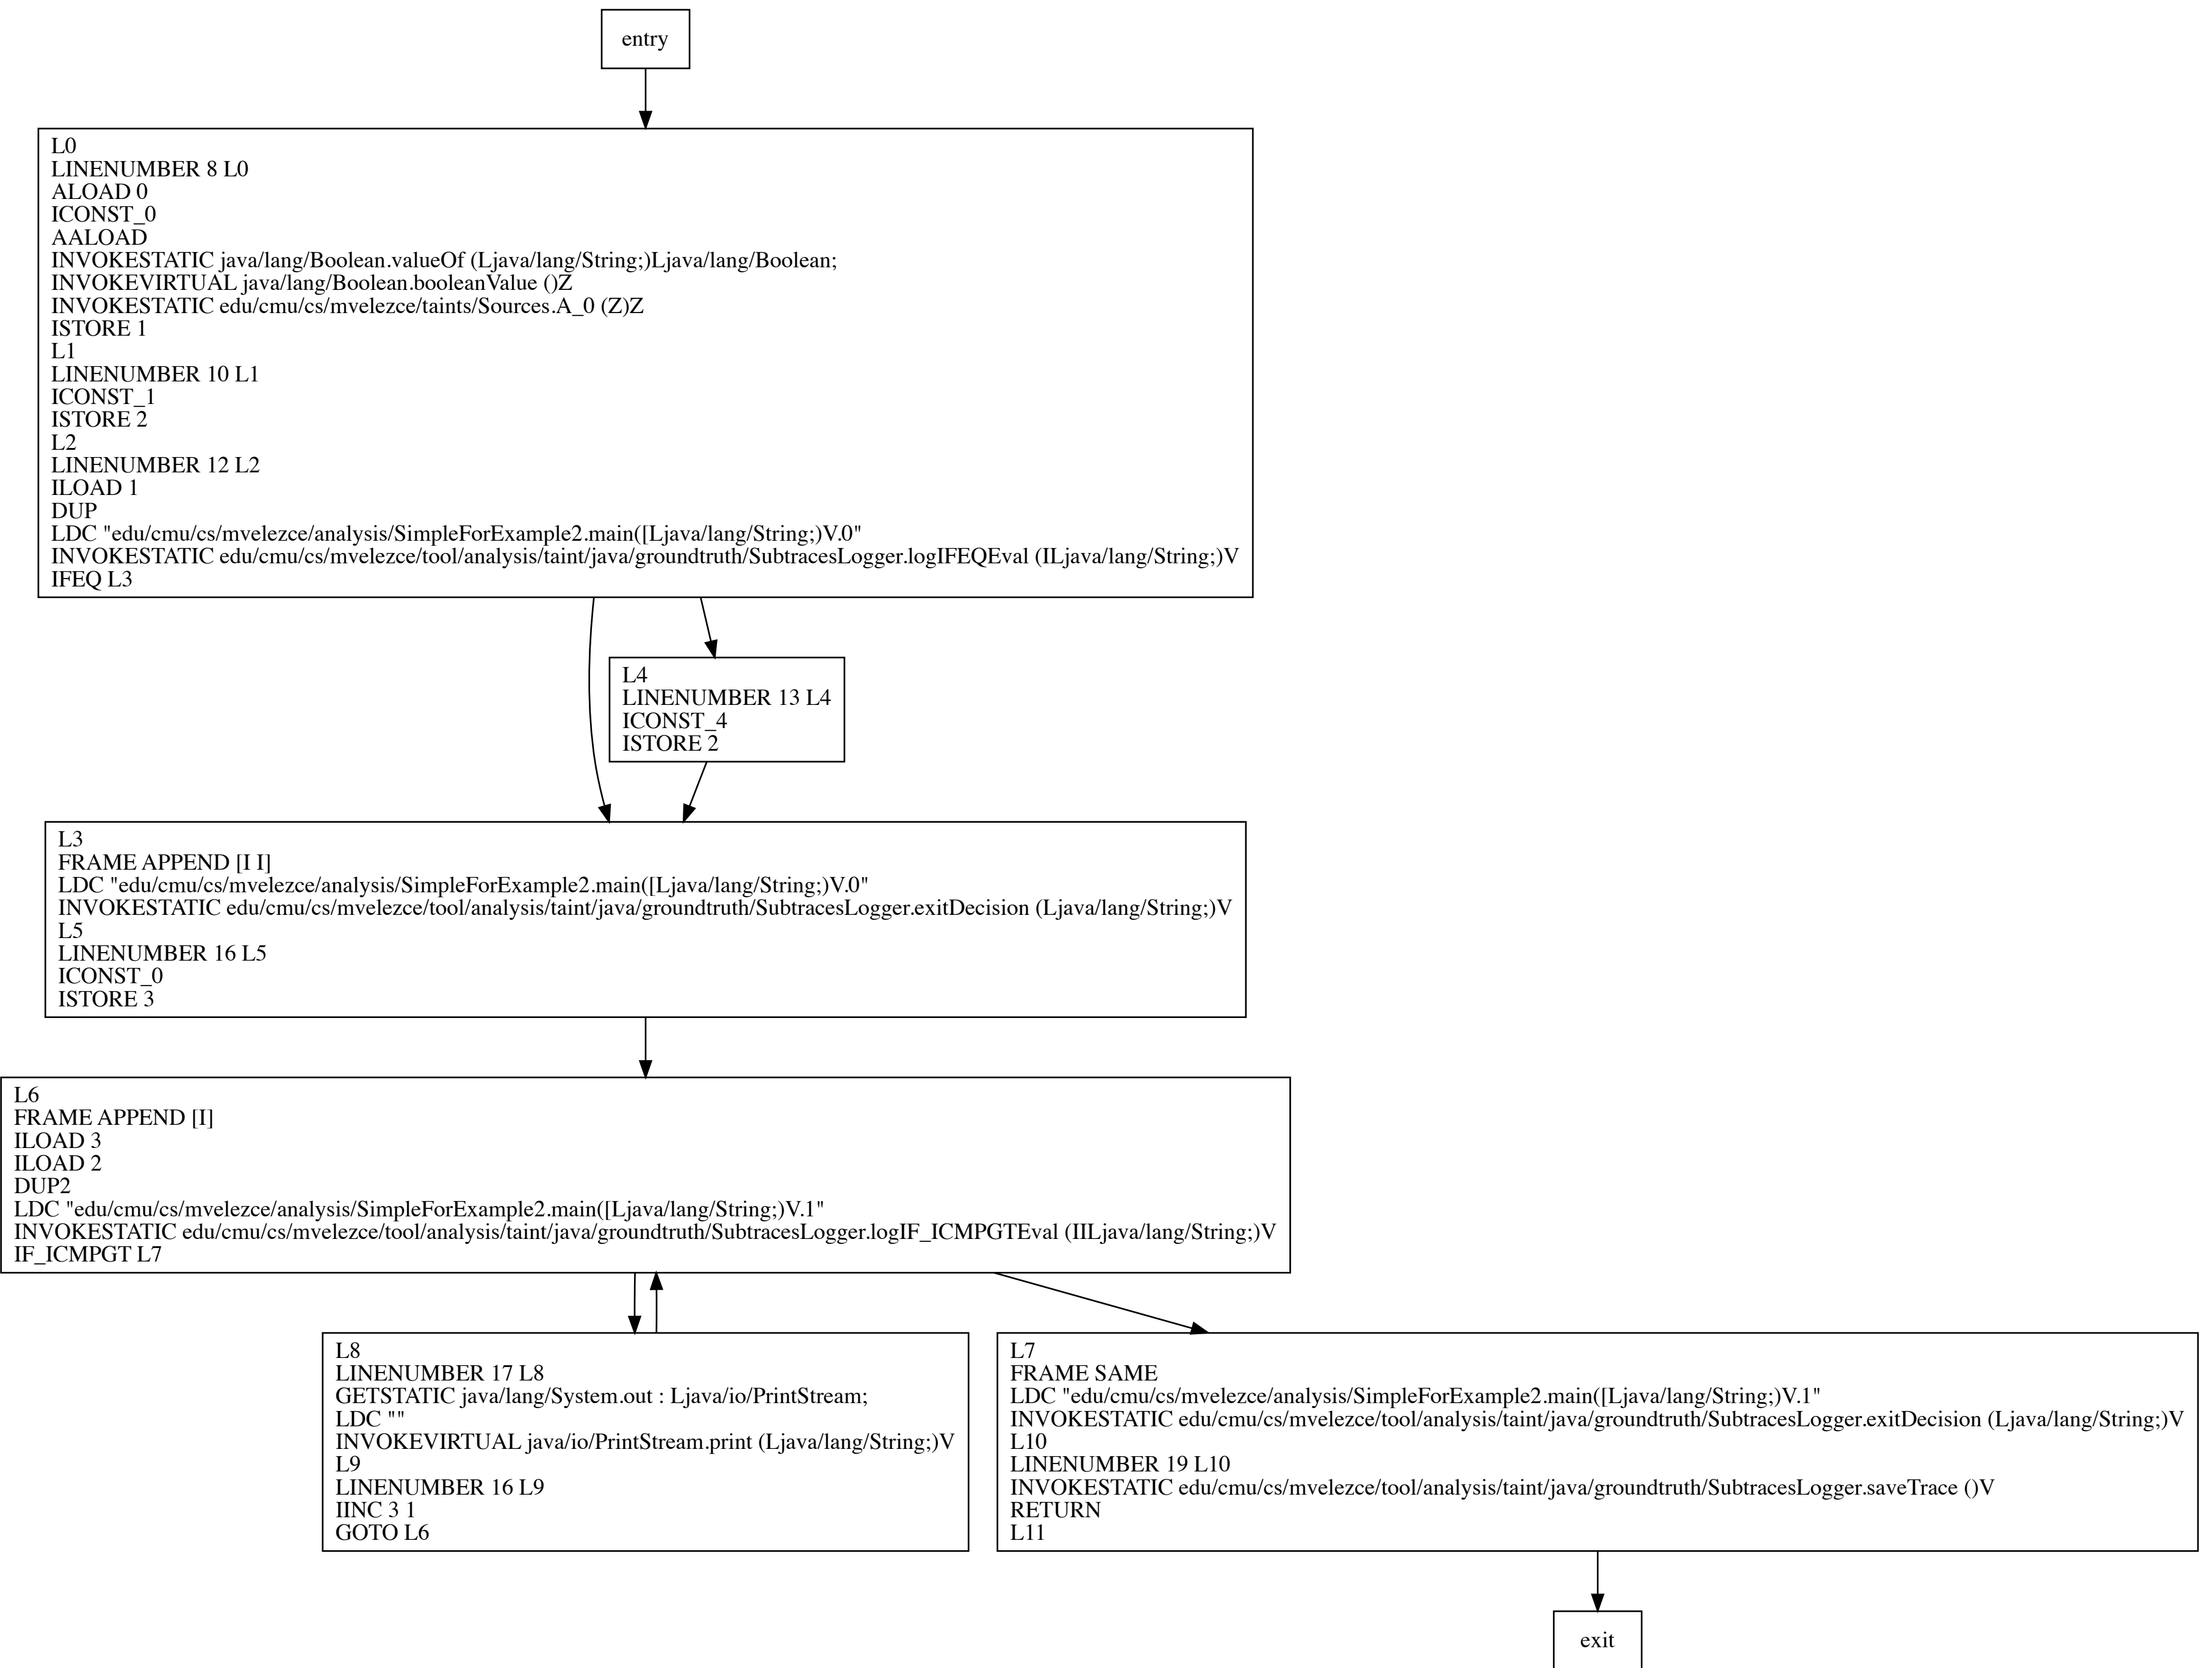 entry
L0
LINENUMBER 8 L0
ALOAD 0
ICONST_0
AALOAD
INVOKESTATIC java/lang/Boolean.valueOf (Ljava/lang/String;)Ljava/lang/Boolean;
INVOKEVIRTUAL java/lang/Boolean.booleanValue ()Z
INVOKESTATIC edu/cmu/cs/mvelezce/taints/Sources.A_0 (Z)Z
ISTORE 1
L1
LINENUMBER 10 L1
ICONST_1
ISTORE 2
L2
LINENUMBER 12 L2
ILOAD 1
DUP
LDC "edu/cmu/cs/mvelezce/analysis/SimpleForExample2.main([Ljava/lang/String;)V.0"
INVOKESTATIC edu/cmu/cs/mvelezce/tool/analysis/taint/java/groundtruth/SubtracesLogger.logIFEQEval (ILjava/lang/String;)V
IFEQ L3
L4
LINENUMBER 13 L4
ICONST_4
ISTORE 2
L3
FRAME APPEND [I I]
LDC "edu/cmu/cs/mvelezce/analysis/SimpleForExample2.main([Ljava/lang/String;)V.0"
INVOKESTATIC edu/cmu/cs/mvelezce/tool/analysis/taint/java/groundtruth/SubtracesLogger.exitDecision (Ljava/lang/String;)V
L5
LINENUMBER 16 L5
ICONST_0
ISTORE 3
L6
FRAME APPEND [I]
ILOAD 3
ILOAD 2
DUP2
LDC "edu/cmu/cs/mvelezce/analysis/SimpleForExample2.main([Ljava/lang/String;)V.1"
INVOKESTATIC edu/cmu/cs/mvelezce/tool/analysis/taint/java/groundtruth/SubtracesLogger.logIF_ICMPGTEval (IILjava/lang/String;)V
IF_ICMPGT L7
L8
LINENUMBER 17 L8
GETSTATIC java/lang/System.out : Ljava/io/PrintStream;
LDC ""
INVOKEVIRTUAL java/io/PrintStream.print (Ljava/lang/String;)V
L9
LINENUMBER 16 L9
IINC 3 1
GOTO L6
L7
FRAME SAME
LDC "edu/cmu/cs/mvelezce/analysis/SimpleForExample2.main([Ljava/lang/String;)V.1"
INVOKESTATIC edu/cmu/cs/mvelezce/tool/analysis/taint/java/groundtruth/SubtracesLogger.exitDecision (Ljava/lang/String;)V
L10
LINENUMBER 19 L10
INVOKESTATIC edu/cmu/cs/mvelezce/tool/analysis/taint/java/groundtruth/SubtracesLogger.saveTrace ()V
RETURN
L11
exit